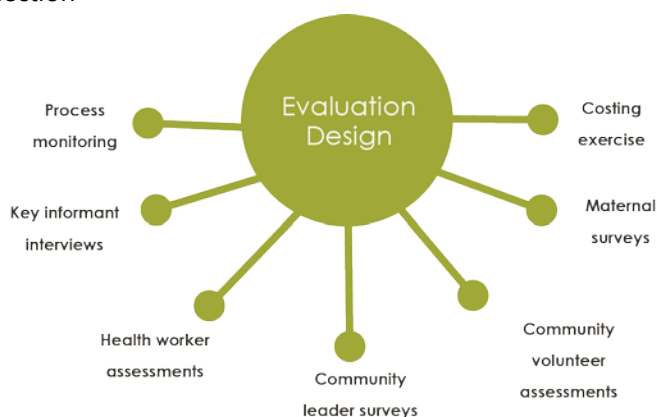 Evaluation
Design
Process
monitoring
Costing
exercise
Key informant
interviews
Maternal
surveys
Health worker
assessments
Community
volunteer
assessments
Community
leader surveys